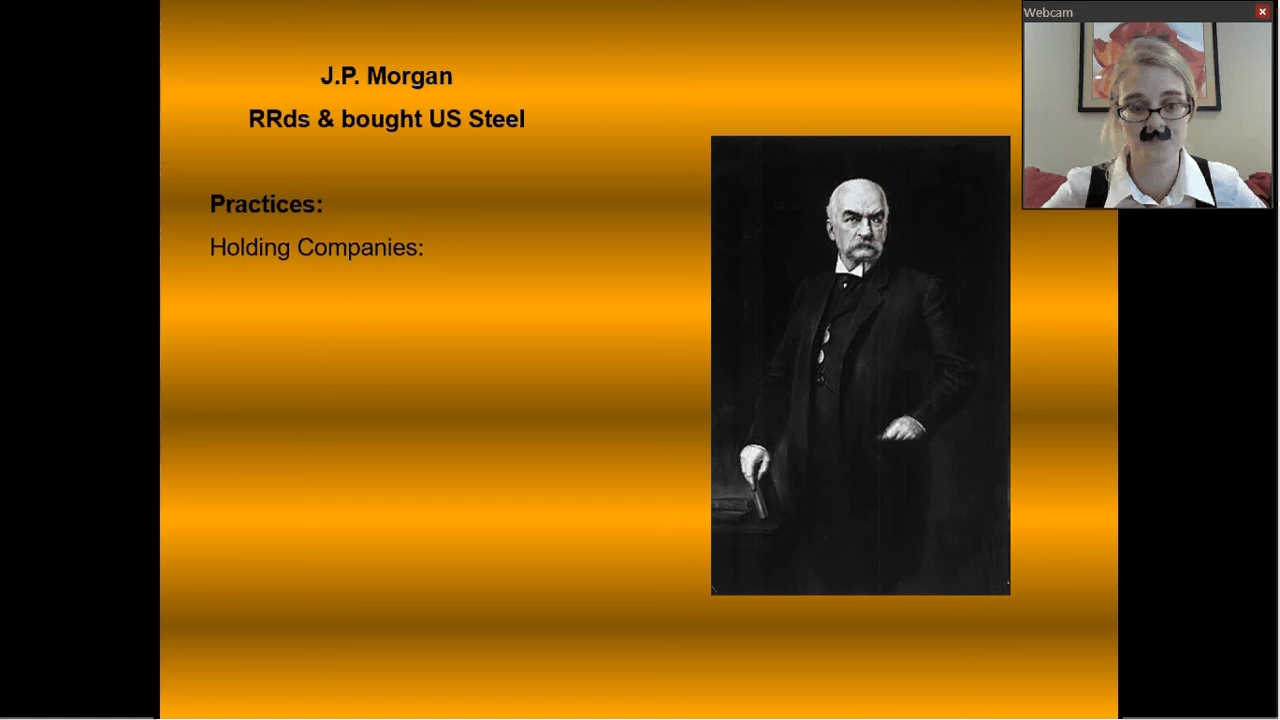 Webcam
J.P. Morgan
RRds & bought US Steel
Practices:
Holding Companies: